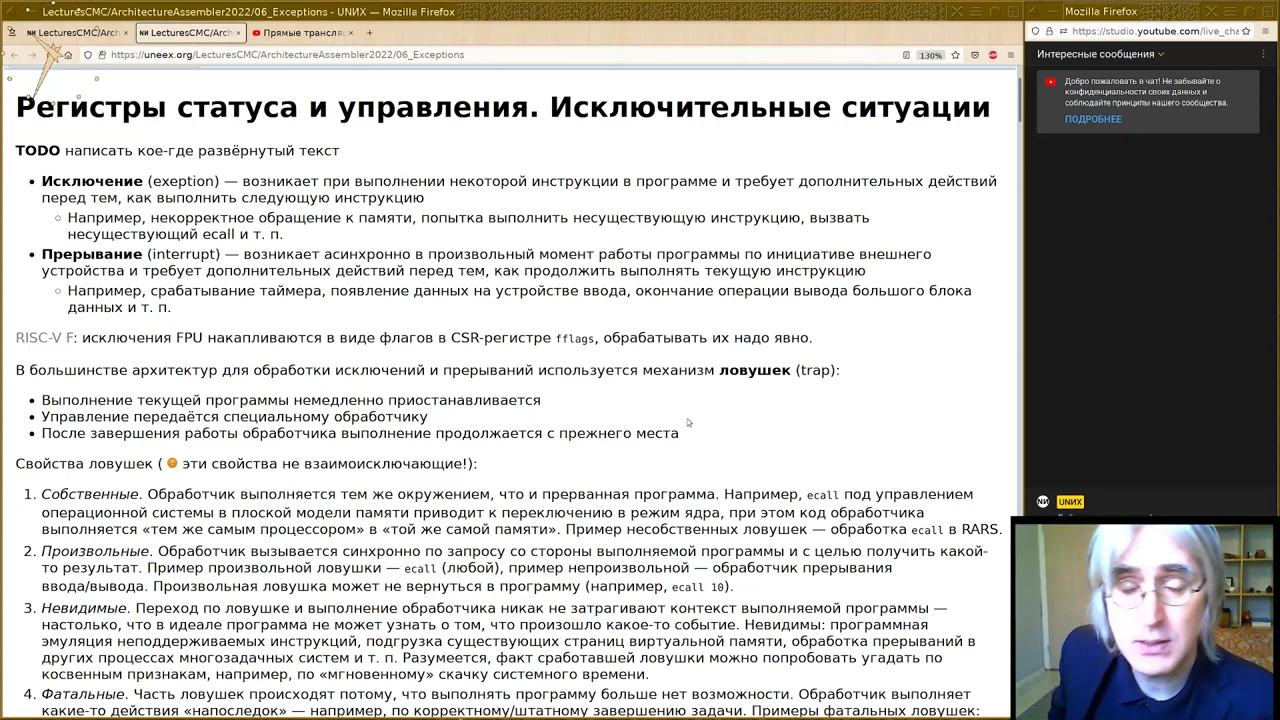 LecturesCMC/ArchitectureAssembler2022/06_Exceptions - UNИX — Mozilla Firefox
Mozilla Firefox
LecturesCMC/Arch
LecturesCMC/Arch
Прямые трансляц
https://uneex.org/LecturesCMC/ArchitectureAssembler2022/06_Exceptions
130%
https://studio.youtube.com/live_cha
Интересные сообщения
Добро пожаловать в чат! Не забывайте о
конфиденциальности своих данных и
соблюдайте принципы нашего сообщества.
ПОДРОБНЕЕ
Регистры статуса и управления. Исключительные ситуации
TODO написать кое-где развёрнутый текст
• Исключение (exeption) — возникает при выполнении некоторой инструкции в программе и требует дополнительных действий
перед тем, как выполнить следующую инструкцию
○ Например, некорректное обращение к памяти, попытка выполнить несуществующую инструкцию, вызвать
несуществующий ecall и т. п.
• Прерывание (interrupt) — возникает асинхронно в произвольный момент работы программы по инициативе внешнего
устройства и требует дополнительных действий перед тем, как продолжить выполнять текущую инструкцию
○ Например, срабатывание таймера, появление данных на устройстве ввода, окончание операции вывода большого блока
данных и т. п.
RISC-V F: исключения FPU накапливаются в виде флагов в CSR-регистре fflags, обрабатывать их надо явно.
В большинстве архитектур для обработки исключений и прерываний используется механизм ловушек (trap):
• Выполнение текущей программы немедленно приостанавливается
• Управление передаётся специальному обработчику
• После завершения работы обработчика выполнение продолжается с прежнего места
Свойства ловушек ( эти свойства не взаимоисключающие!):
1. Собственные. Обработчик выполняется тем же окружением, что и прерванная программа. Например, ecall под управлением
операционной системы в плоской модели памяти приводит к переключению в режим ядра, при этом код обработчика
выполняется «тем же самым процессором» в «той же самой памяти». Пример несобственных ловушек — обработка ecall в RARS.
2. Произвольные. Обработчик вызывается синхронно по запросу со стороны выполняемой программы и с целью получить какой-
то результат. Пример произвольной ловушки — ecall (любой), пример непроизвольной — обработчик прерывания
ввода/вывода. Произвольная ловушка может не вернуться в программу (например, ecall 10).
3. Невидимые. Переход по ловушке и выполнение обработчика никак не затрагивают контекст выполняемой программы —
настолько, что в идеале программа не может узнать о том, что произошло какое-то событие. Невидимы: программная
эмуляция неподдерживаемых инструкций, подгрузка существующих страниц виртуальной памяти, обработка прерываний в
других процессах многозадачных систем и т. п. Разумеется, факт сработавшей ловушки можно попробовать угадать по
косвенным признакам, например, по «мгновенному» скачку системного времени.
4. Фатальные. Часть ловушек происходят потому, что выполнять программу больше нет возможности. Обработчик выполняет
какие-то действия «напоследок» — например, по корректному/штатному завершению задачи. Примеры фатальных ловушек:
NИ UNИX